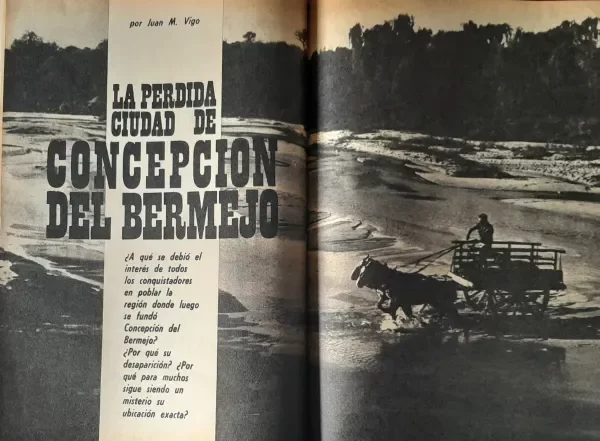 por Juan M. Vigo
LA PERDIDA
CIUDAD DE
CONCEPCION
DEL BERMEJO
¿A qué se debió el
interés de todos
los conquistadores
en poblar la
región donde luego
se fundó
Concepción del
Bermejo?
¿Por qué su
desaparición? ¿Por
qué para muchos
sigue siendo un
misterio su
ubicación exacta?